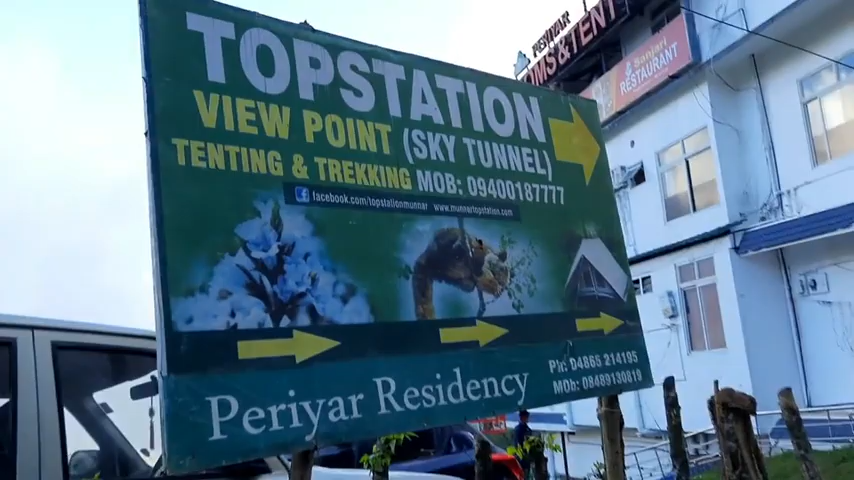 TOPSTATION
VIEW POINT (SKY TUNNEL)
TENTING & TREKKING MOB: 09400187777
facebook.com/topstationmunnar www.munnartopstation.com
Periyar Residency
Ph: 04865 214195
MOb: 08489130819
PERIYAR
& TENT
& Sanjari
RESTAURANT